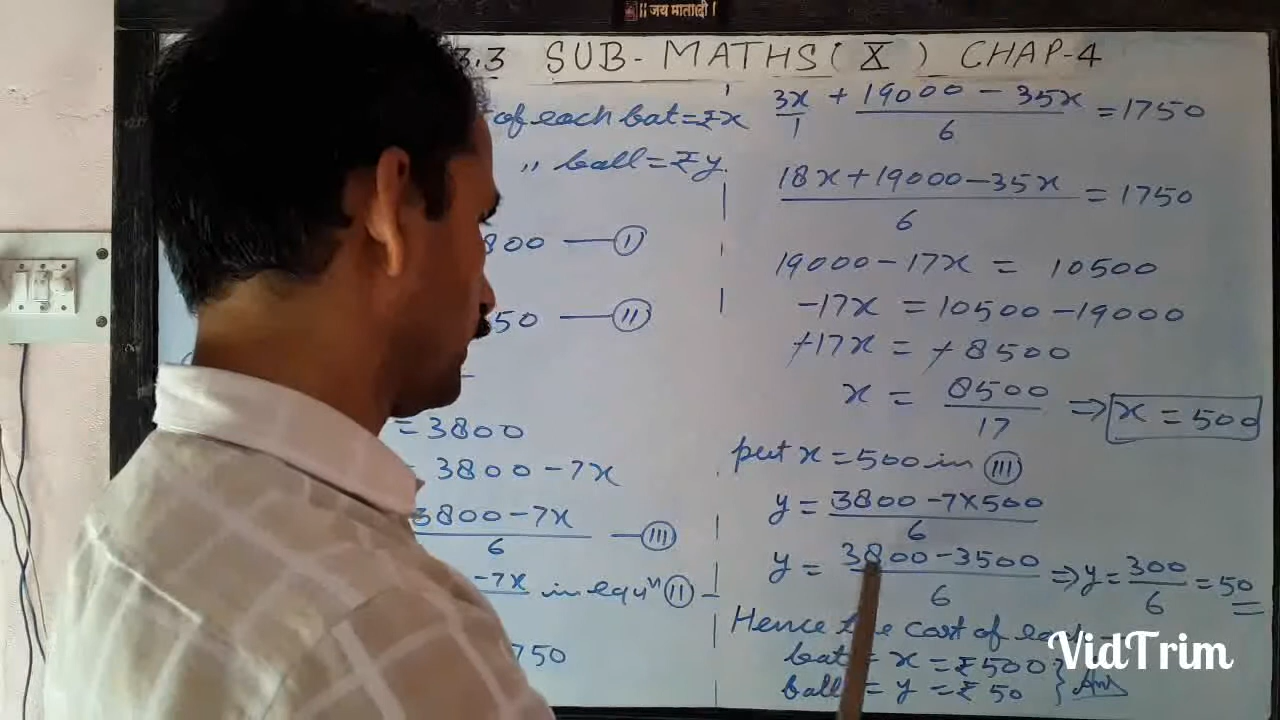 || जय माता दी |
3.3 SUB- MATHS (X) CHAP-4
of each bat = ₹x
,, ball = ₹y.
800 —— (I)
50 —— (II)
= 3800
= 3800 - 7x
3800 - 7x
6
—— (III)
-7x in equⁿ (II) -
750
3x/1 + (19000 - 35x)/6 = 1750
(18x + 19000 - 35x)/6 = 1750
19000 - 17x = 10500
-17x = 10500 - 19000
-17x = -8500
x = 8500/17 ⇒ x = 500
put x = 500 in (III)
y = (3800 - 7×500)/6
y = (3800 - 3500)/6 ⇒ y = 300/6 = 50
Hence the cost of each -
bat = x = ₹500
ball = y = ₹50 } Ans
VidTrim